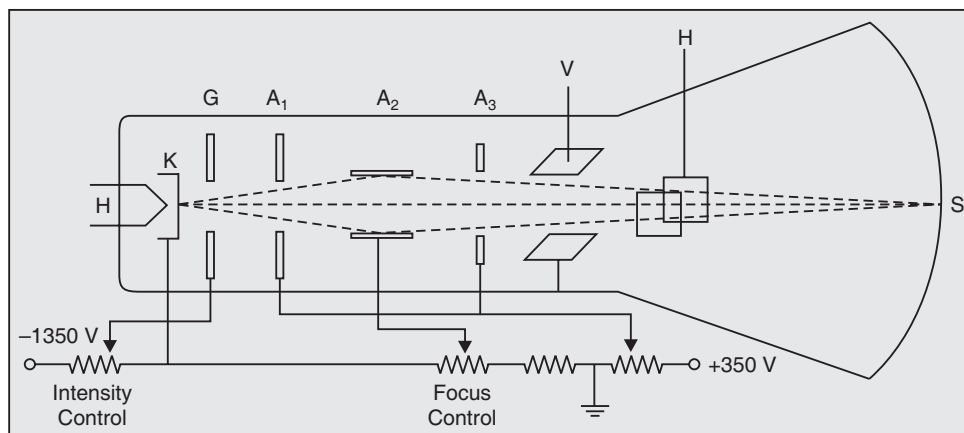 H
V
G A₁ A₂ A₃
K
H
S
–1350 V
+350 V
Intensity Focus
Control Control